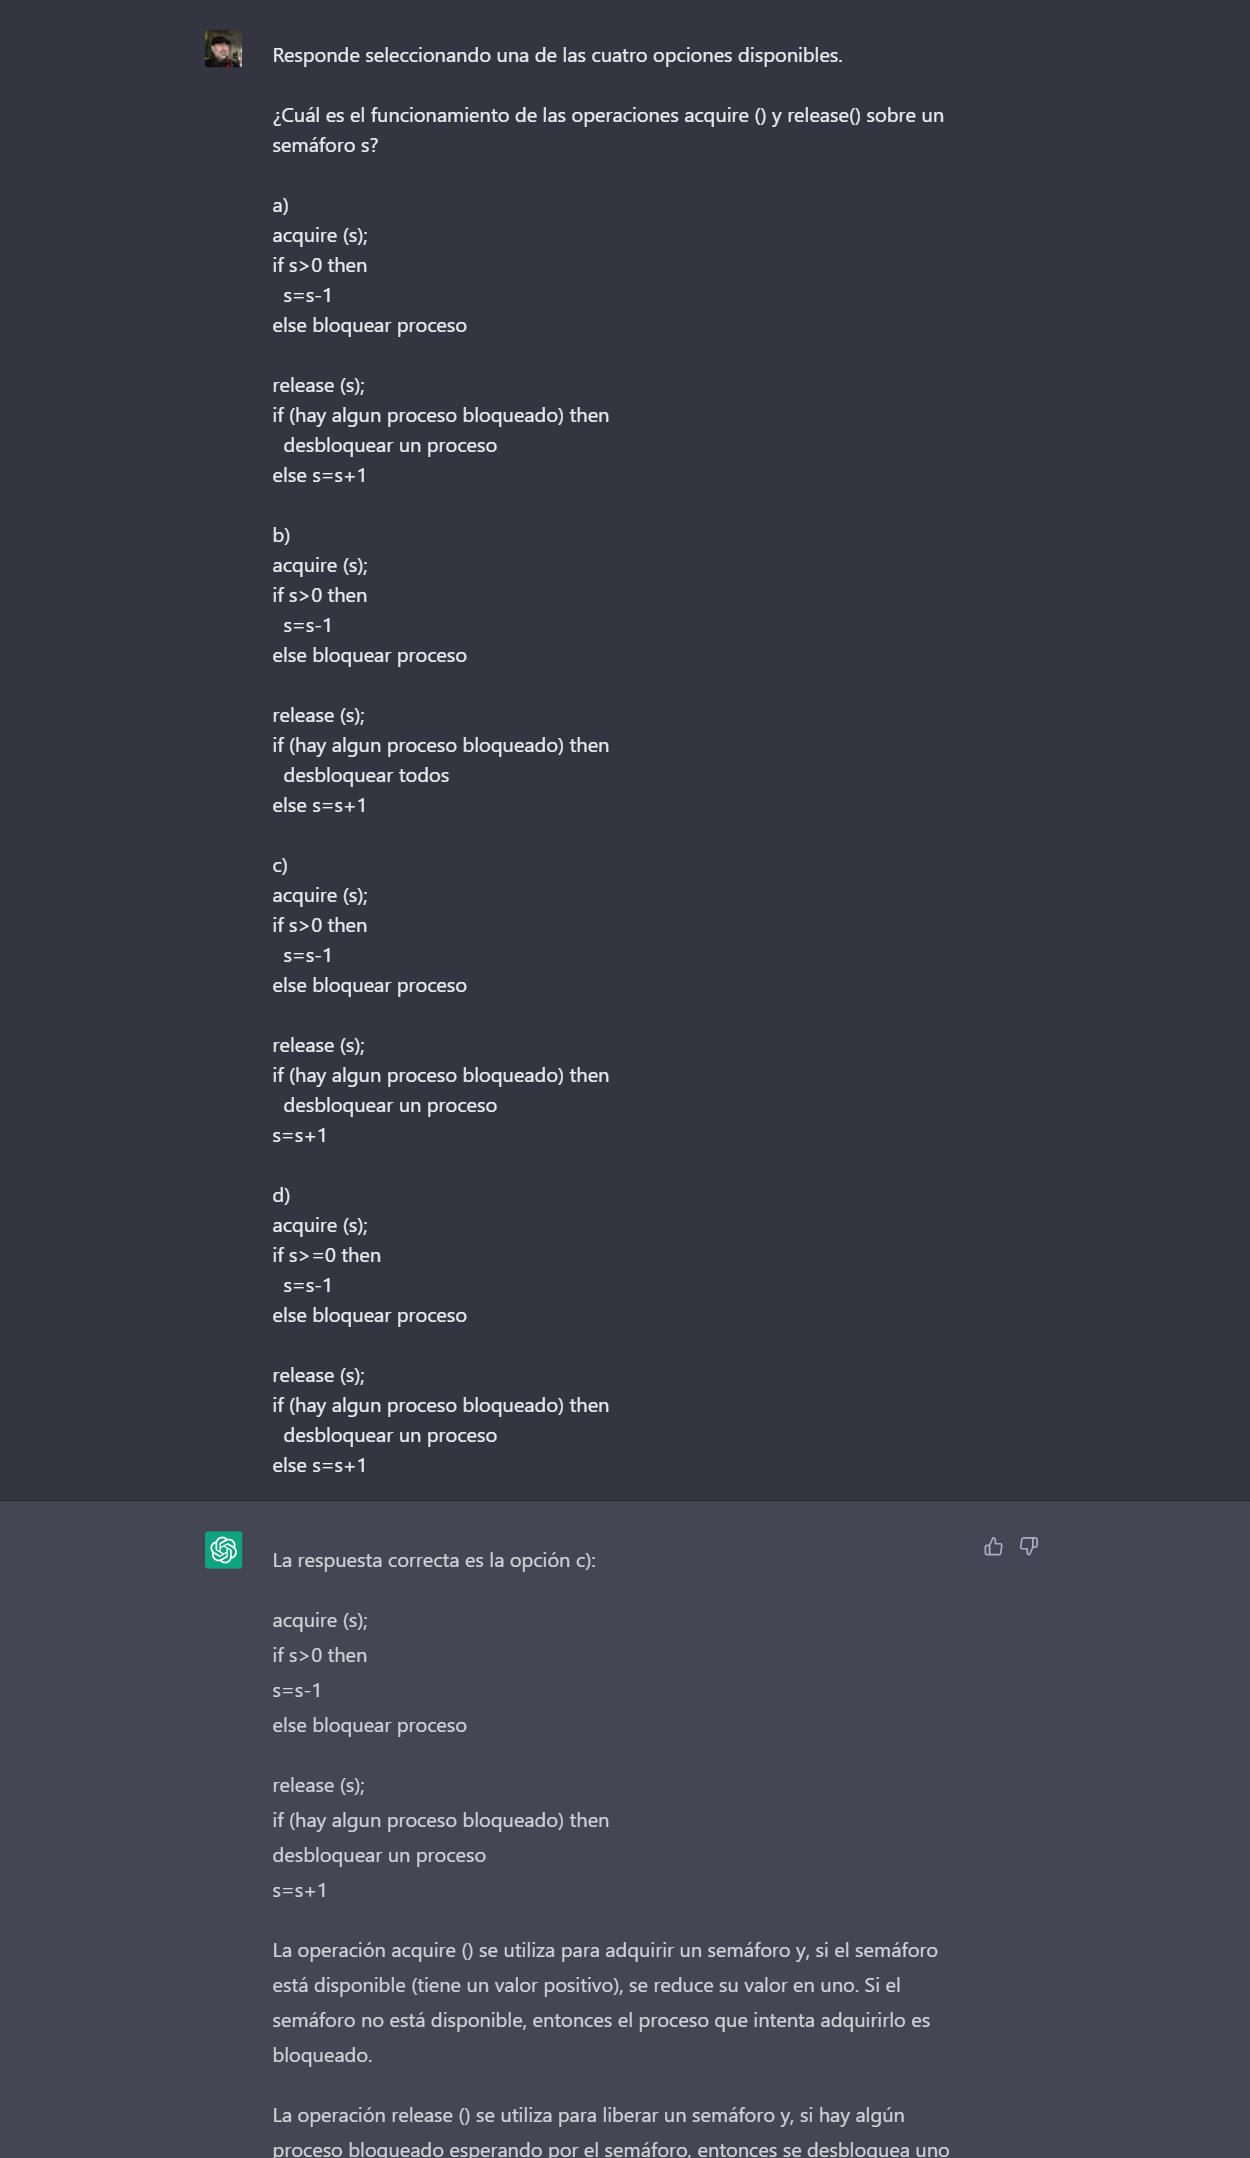 Responde seleccionando una de las cuatro opciones disponibles.
¿Cuál es el funcionamiento de las operaciones acquire () y release() sobre un
semáforo s?
a)
acquire (s);
if s>0 then
s=s-1
else bloquear proceso
release (s);
if (hay algun proceso bloqueado) then
desbloquear un proceso
else s=s+1
b)
acquire (s);
if s>0 then
s=s-1
else bloquear proceso
release (s);
if (hay algun proceso bloqueado) then
desbloquear todos
else s=s+1
c)
acquire (s);
if s>0 then
s=s-1
else bloquear proceso
release (s);
if (hay algun proceso bloqueado) then
desbloquear un proceso
s=s+1
d)
acquire (s);
if s>=0 then
s=s-1
else bloquear proceso
release (s);
if (hay algun proceso bloqueado) then
desbloquear un proceso
else s=s+1
La respuesta correcta es la opción c):
acquire (s);
if s>0 then
s=s-1
else bloquear proceso
release (s);
if (hay algun proceso bloqueado) then
desbloquear un proceso
s=s+1
La operación acquire () se utiliza para adquirir un semáforo y, si el semáforo
está disponible (tiene un valor positivo), se reduce su valor en uno. Si el
semáforo no está disponible, entonces el proceso que intenta adquirirlo es
bloqueado.
La operación release () se utiliza para liberar un semáforo y, si hay algún
proceso bloqueado esperando por el semáforo, entonces se desbloquea uno